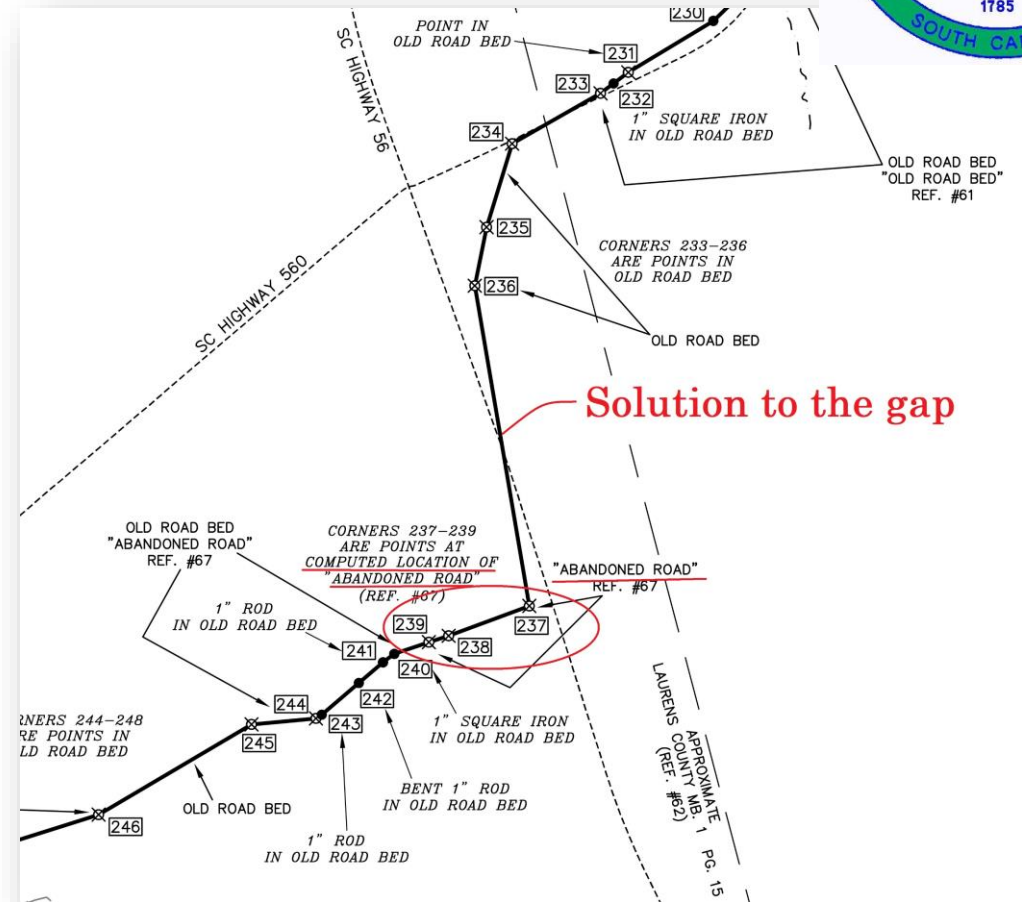 1785
SOUTH CA
230
POINT IN
OLD ROAD BED
231
SC HIGHWAY 56
233
232
1" SQUARE IRON
IN OLD ROAD BED
234
OLD ROAD BED
"OLD ROAD BED"
REF. #61
235
CORNERS 233-236
ARE POINTS IN
OLD ROAD BED
SC HIGHWAY 560
236
OLD ROAD BED
Solution to the gap
OLD ROAD BED
"ABANDONED ROAD"
REF. #67
CORNERS 237-239
ARE POINTS AT
COMPUTED LOCATION OF
"ABANDONED ROAD"
(REF. #67)
"ABANDONED ROAD"
REF. #67
1" ROD
IN OLD ROAD BED
239
237
238
241
240
242
244
243
1" SQUARE IRON
IN OLD ROAD BED
LAURENS COUNTY MB. 1 PG. 15
APPROXIMATE
(REF. #62)
RNERS 244-248
RE POINTS IN
LD ROAD BED
245
BENT 1" ROD
IN OLD ROAD BED
OLD ROAD BED
246
1" ROD
IN OLD ROAD BED